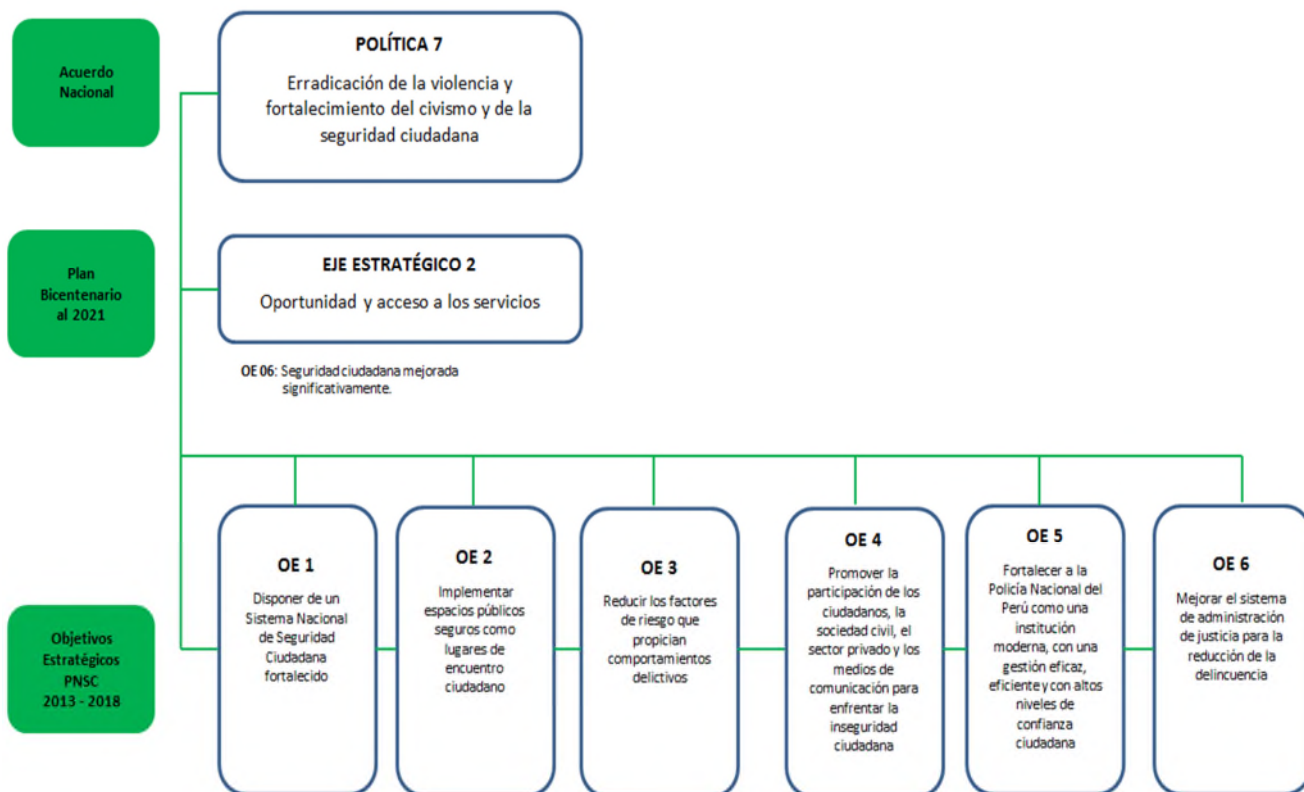 Acuerdo
Nacional
POLÍTICA 7
Erradicación de la violencia y
fortalecimiento del civismo y de la
seguridad ciudadana
Plan
Bicentenario
al 2021
EJE ESTRATÉGICO 2
Oportunidad y acceso a los servicios
OE 06: Seguridad ciudadana mejorada
significativamente.
Objetivos
Estratégicos
PNSC
2013 - 2018
OE 1
Disponer de un
Sistema Nacional
de Seguridad
Ciudadana
fortalecido
OE 2
Implementar
espacios públicos
seguros como
lugares de
encuentro
ciudadano
OE 3
Reducir los factores
de riesgo que
propician
comportamientos
delictivos
OE 4
Promover la
participación de los
ciudadanos, la
sociedad civil, el
sector privado y los
medios de
comunicación para
enfrentar la
inseguridad
ciudadana
OE 5
Fortalecer a la
Policía Nacional del
Perú como una
institución
moderna, con una
gestión eficaz,
eficiente y con altos
niveles de
confianza
ciudadana
OE 6
Mejorar el sistema
de administración
de justicia para la
reducción de la
delincuencia